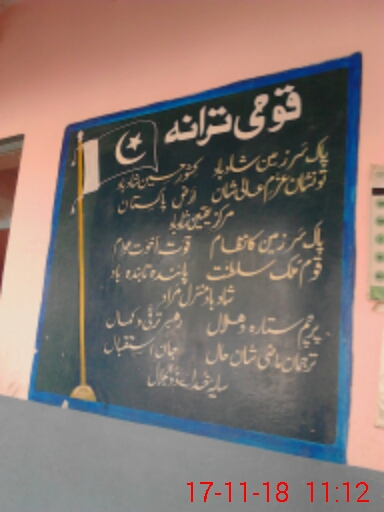 قومی ترانہ
پاک سرزمین شاد باد کشورِ حسین شاد باد
تو نشانِ عزمِ عالی شان ارضِ پاکستان
مرکزِ یقین شاد باد
پاک سرزمین کا نظام قوتِ اخوتِ عوام
قوم ملک سلطنت پائندہ تابندہ باد
شاد باد منزلِ مراد
پرچمِ ستارہ و ہلال رہبرِ ترقی و کمال
ترجمانِ ماضی شانِ حال جانِ استقبال
سایۂ خدائے ذوالجلال
17-11-18 11:12